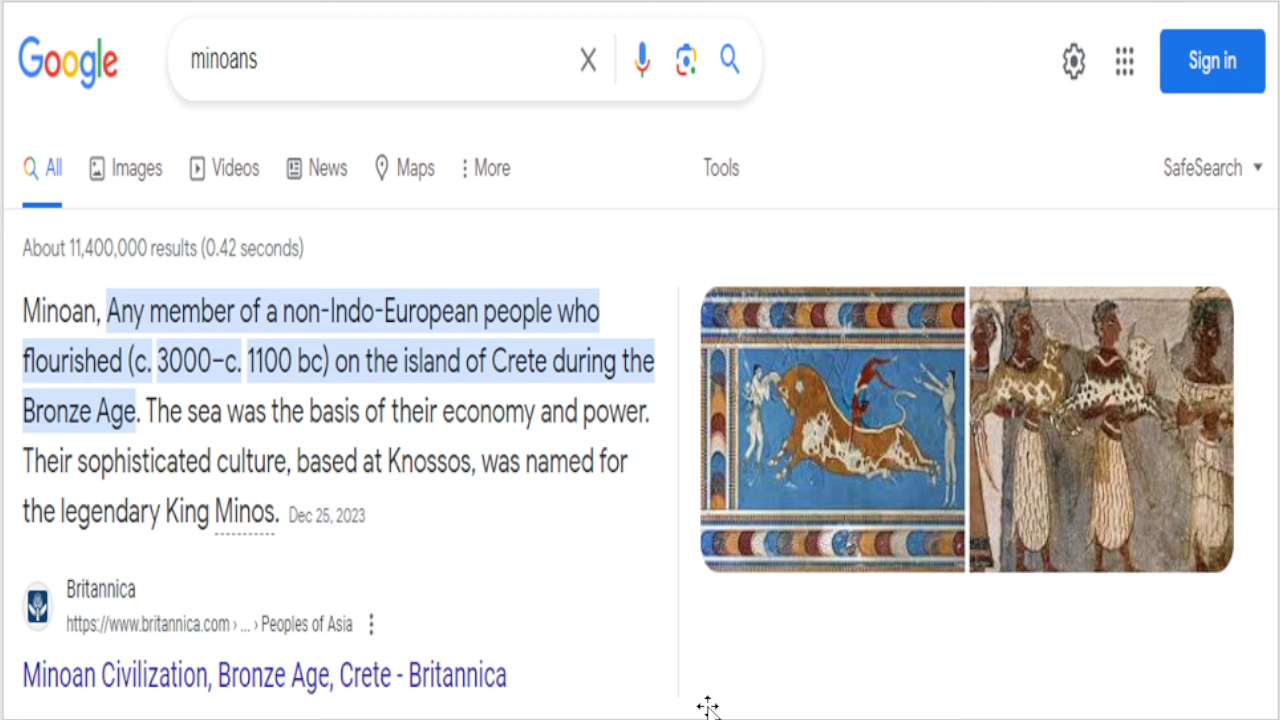 Google
minoans
Sign in
All Images Videos News Maps More Tools SafeSearch
About 11,400,000 results (0.42 seconds)
Minoan, Any member of a non-Indo-European people who
flourished (c. 3000–c. 1100 bc) on the island of Crete during the
Bronze Age. The sea was the basis of their economy and power.
Their sophisticated culture, based at Knossos, was named for
the legendary King Minos. Dec 25, 2023
Britannica
https://www.britannica.com › ... › Peoples of Asia
Minoan Civilization, Bronze Age, Crete - Britannica